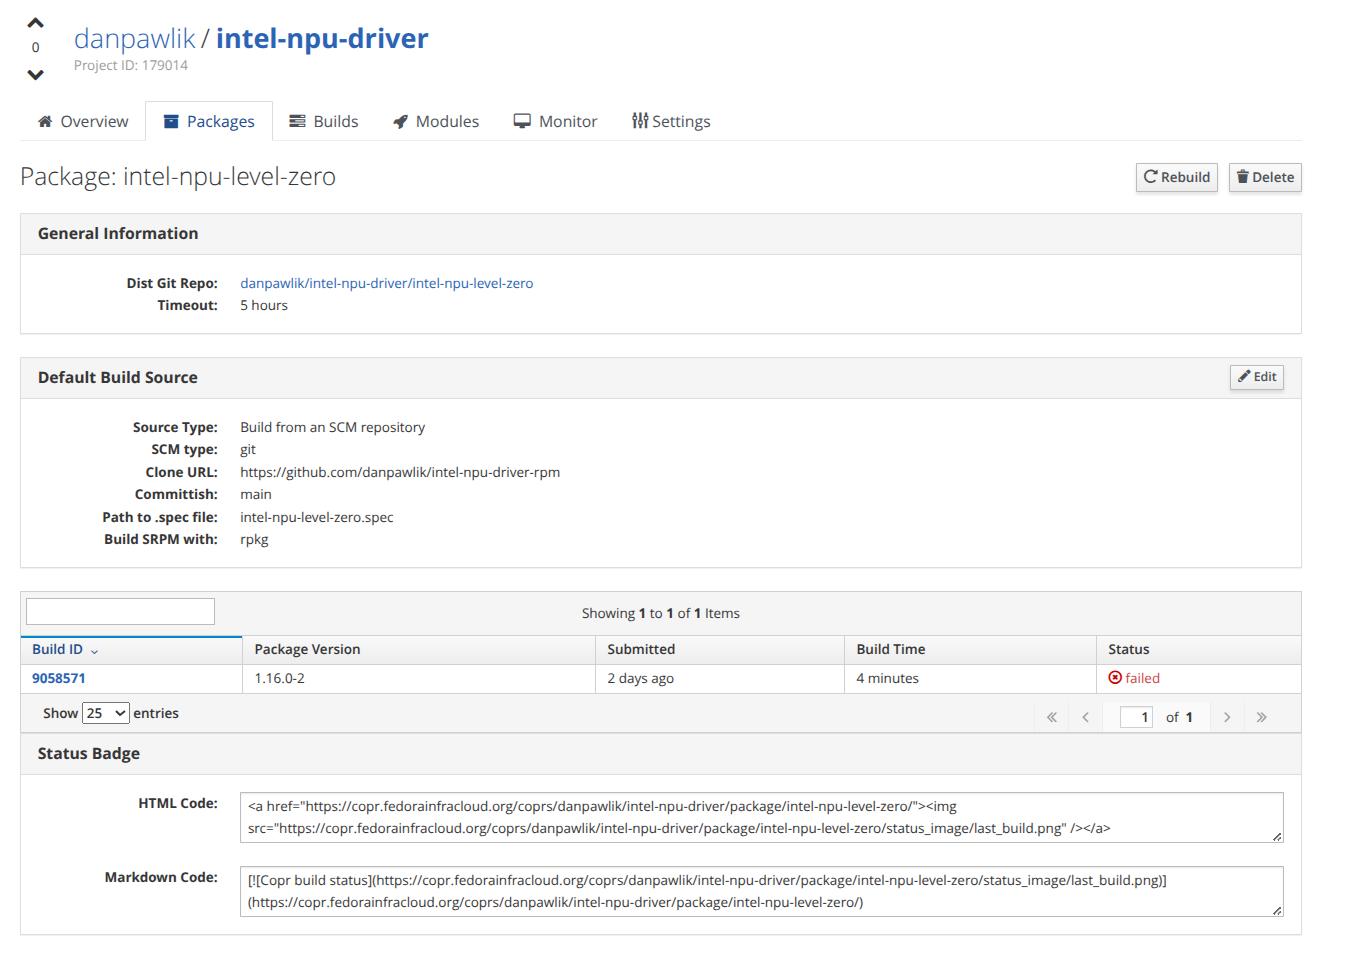 danpawlik / intel-npu-driver
0
Project ID: 179014
Overview Packages Builds Modules Monitor Settings
Package: intel-npu-level-zero
Rebuild Delete
General Information
Dist Git Repo: danpawlik/intel-npu-driver/intel-npu-level-zero
Timeout: 5 hours
Default Build Source Edit
Source Type: Build from an SCM repository
SCM type: git
Clone URL: https://github.com/danpawlik/intel-npu-driver-rpm
Committish: main
Path to .spec file: intel-npu-level-zero.spec
Build SRPM with: rpkg
Showing 1 to 1 of 1 Items
Build ID Package Version Submitted Build Time Status
9058571 1.16.0-2 2 days ago 4 minutes failed
Show 25 entries « < 1 of 1 > »
Status Badge
HTML Code: <a href="https://copr.fedorainfracloud.org/coprs/danpawlik/intel-npu-driver/package/intel-npu-level-zero/"><img
src="https://copr.fedorainfracloud.org/coprs/danpawlik/intel-npu-driver/package/intel-npu-level-zero/status_image/last_build.png" /></a>
Markdown Code: [![Copr build status](https://copr.fedorainfracloud.org/coprs/danpawlik/intel-npu-driver/package/intel-npu-level-zero/status_image/last_build.png)]
(https://copr.fedorainfracloud.org/coprs/danpawlik/intel-npu-driver/package/intel-npu-level-zero/)